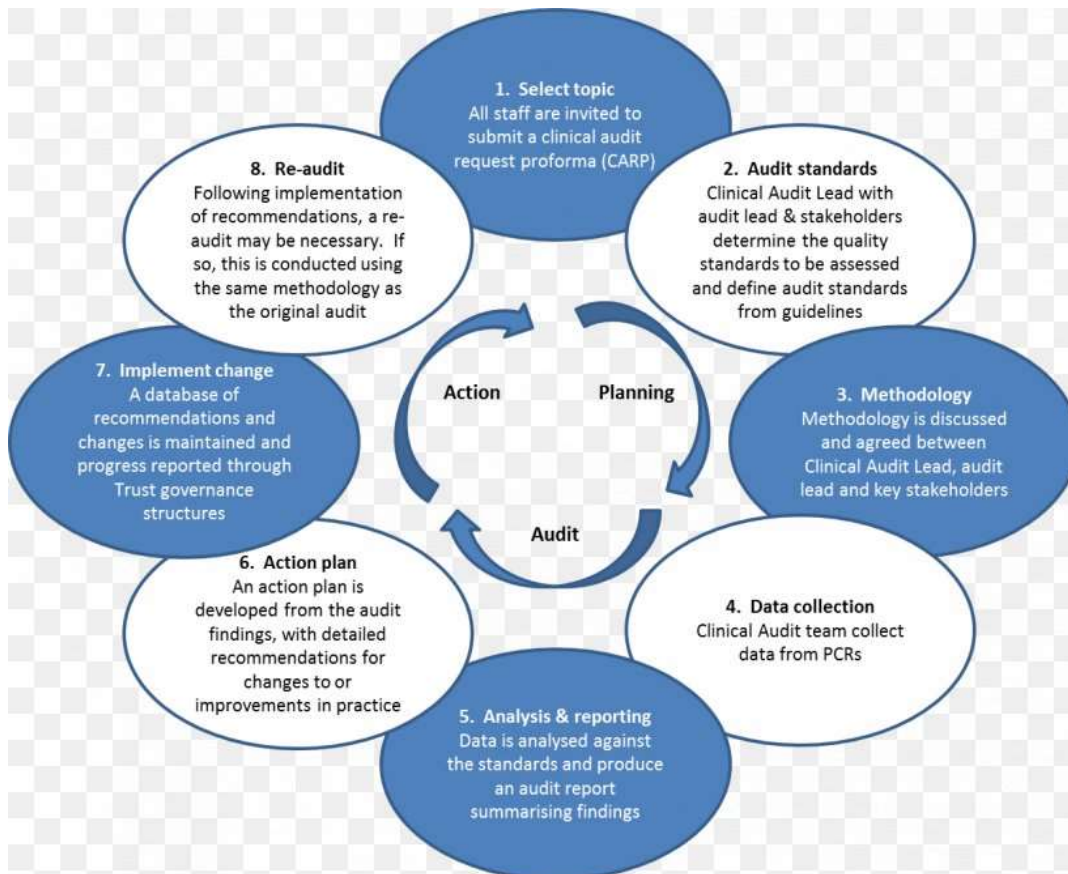 1. Select topic
All staff are invited to
submit a clinical audit
request proforma (CARP)
2. Audit standards
Clinical Audit Lead with
audit lead & stakeholders
determine the quality
standards to be assessed
and define audit standards
from guidelines
3. Methodology
Methodology is discussed
and agreed between
Clinical Audit Lead, audit
lead and key stakeholders
4. Data collection
Clinical Audit team collect
data from PCRs
5. Analysis & reporting
Data is analysed against
the standards and produce
an audit report
summarising findings
6. Action plan
An action plan is
developed from the audit
findings, with detailed
recommendations for
changes to or
improvements in practice
7. Implement change
A database of
recommendations and
changes is maintained and
progress reported through
Trust governance
structures
8. Re-audit
Following implementation
of recommendations, a re-
audit may be necessary. If
so, this is conducted using
the same methodology as
the original audit
Action
Planning
Audit